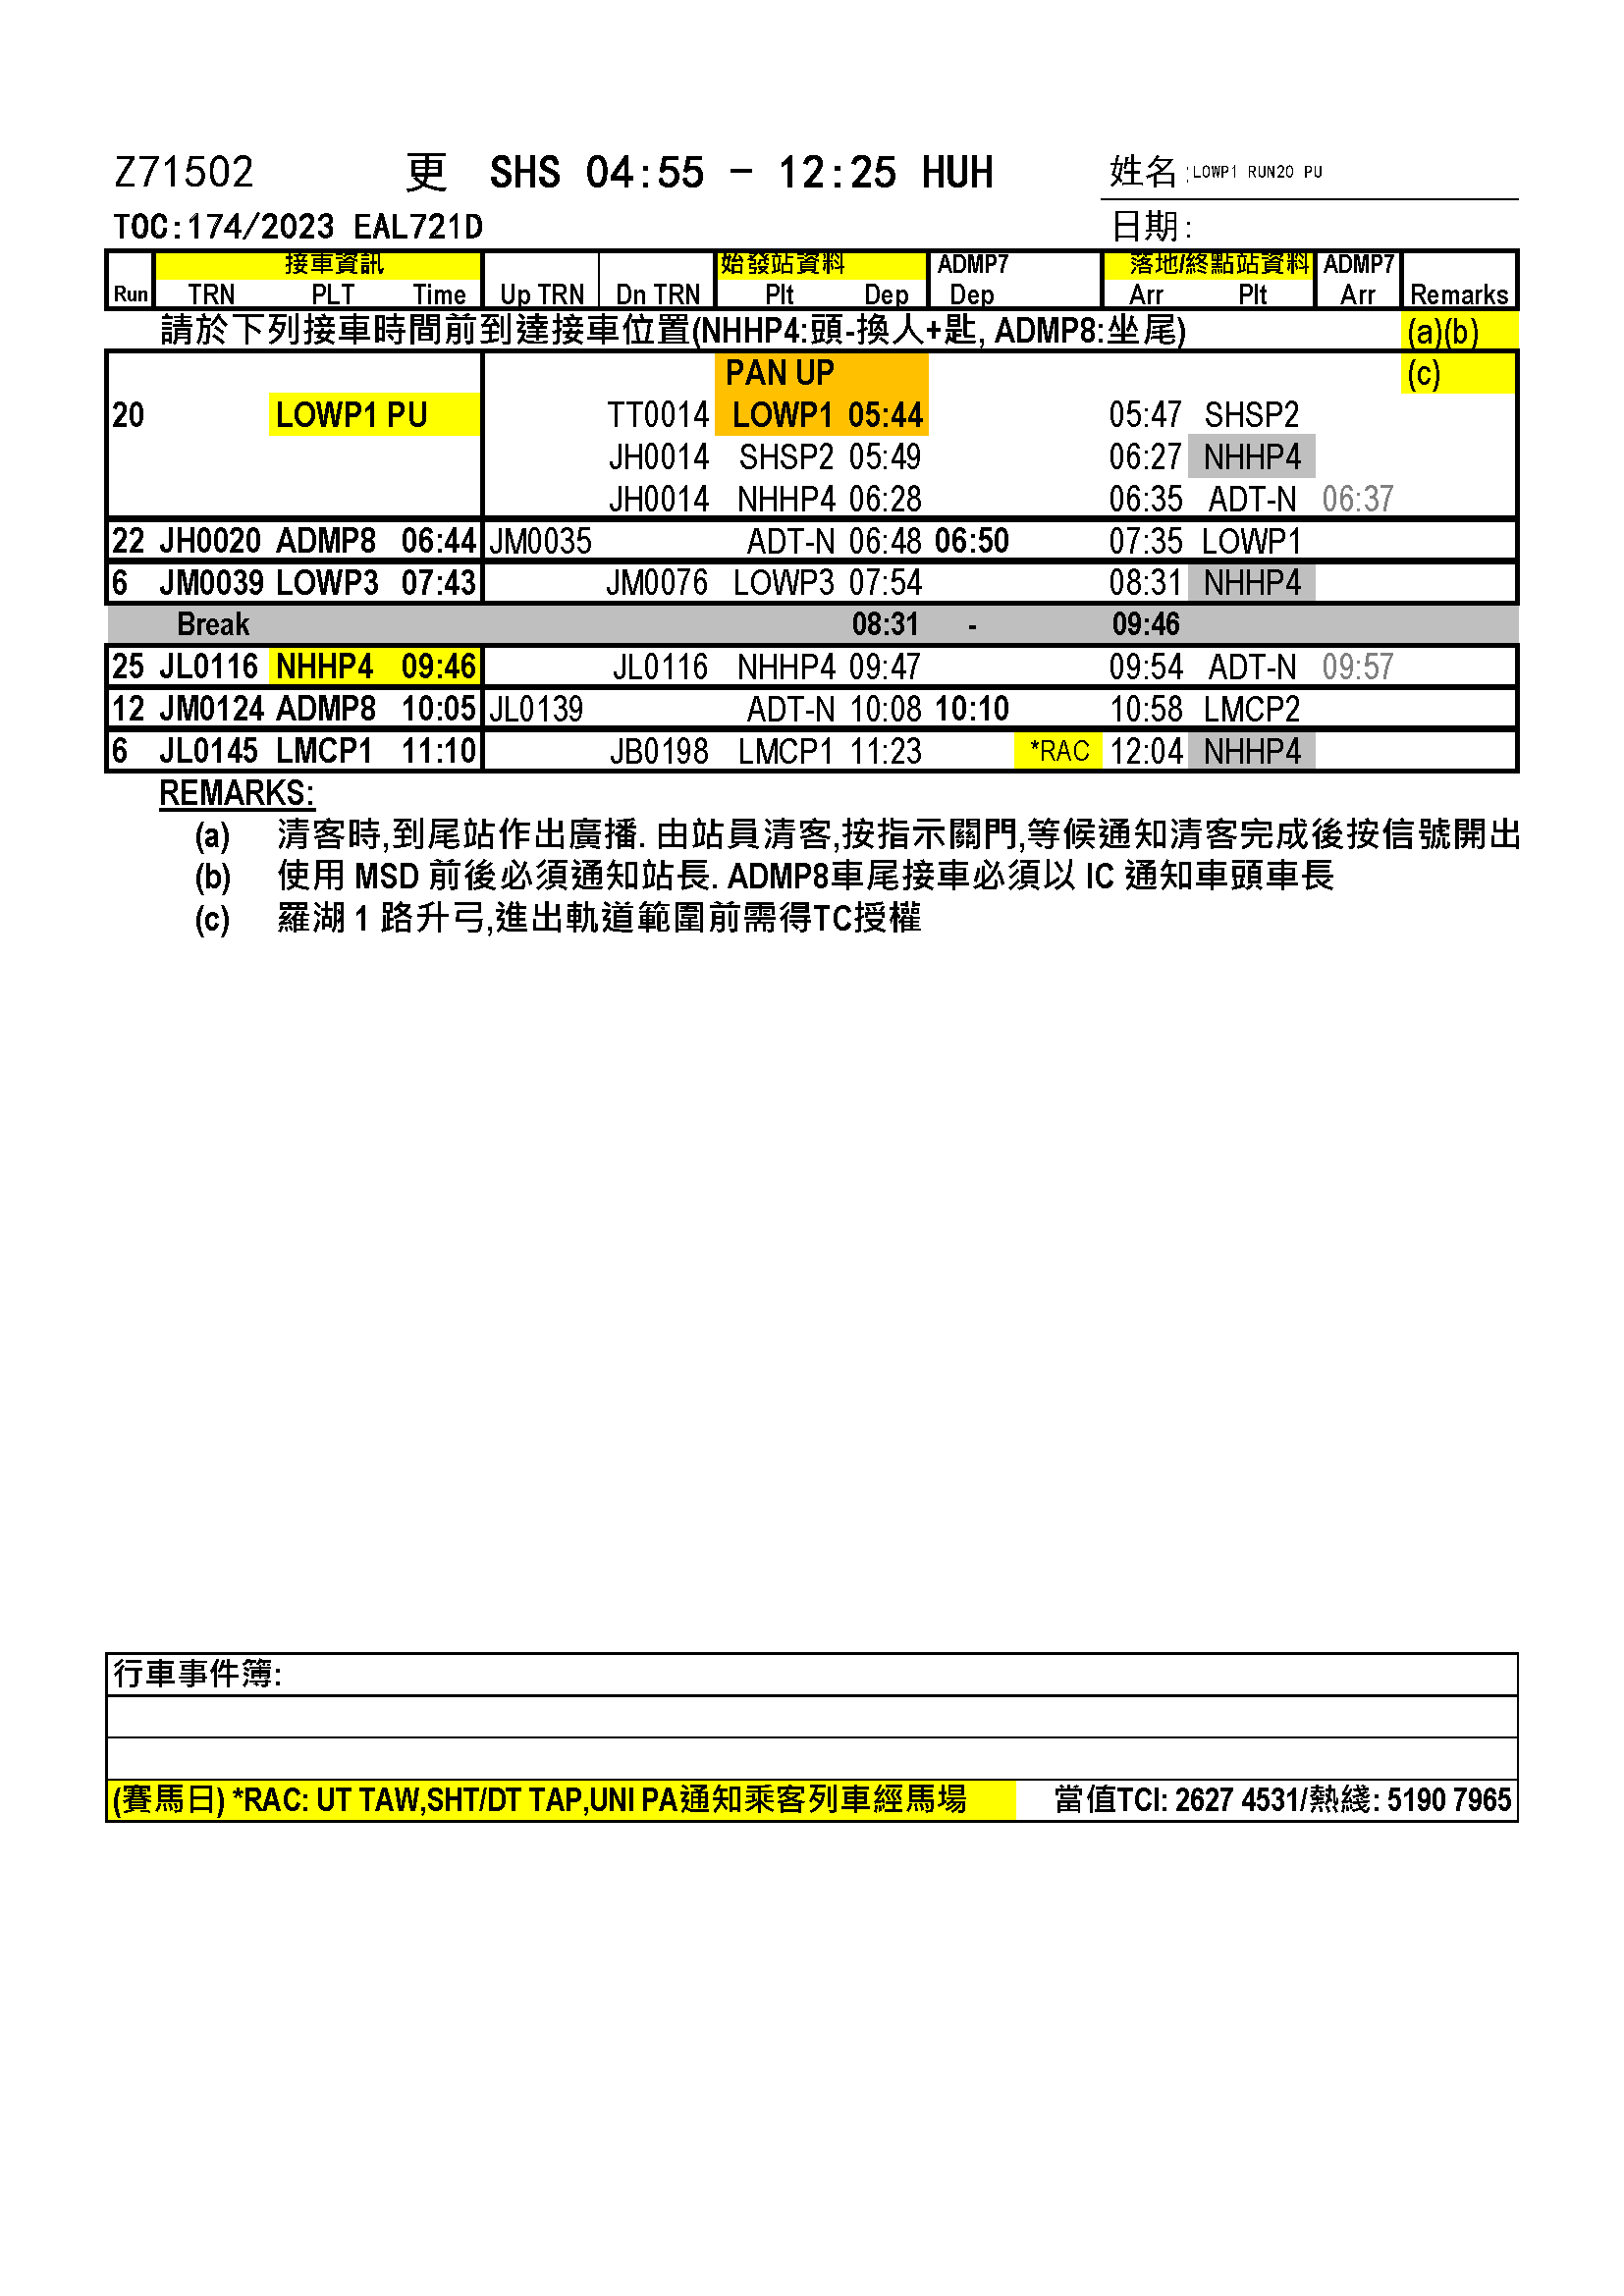 Z71502 更 SHS 04:55 - 12:25 HUH 姓名:LOWP1 RUN20 PU
TOC:174/2023 EAL721D 日期:
接車資訊 始發站資料 ADMP7 落地/終點站資料 ADMP7
Run TRN PLT Time Up TRN Dn TRN Plt Dep Dep Arr Plt Arr Remarks
請於下列接車時間前到達接車位置(NHHP4:頭-換人+匙, ADMP8:坐尾) (a)(b)
PAN UP (c)
20 LOWP1 PU TT0014 LOWP1 05:44 05:47 SHSP2
JH0014 SHSP2 05:49 06:27 NHHP4
JH0014 NHHP4 06:28 06:35 ADT-N 06:37
22 JH0020 ADMP8 06:44 JM0035 ADT-N 06:48 06:50 07:35 LOWP1
6 JM0039 LOWP3 07:43 JM0076 LOWP3 07:54 08:31 NHHP4
Break 08:31 - 09:46
25 JL0116 NHHP4 09:46 JL0116 NHHP4 09:47 09:54 ADT-N 09:57
12 JM0124 ADMP8 10:05 JL0139 ADT-N 10:08 10:10 10:58 LMCP2
6 JL0145 LMCP1 11:10 JB0198 LMCP1 11:23 *RAC 12:04 NHHP4
REMARKS:
(a) 清客時,到尾站作出廣播. 由站員清客,按指示關門,等候通知清客完成後按信號開出
(b) 使用 MSD 前後必須通知站長. ADMP8車尾接車必須以 IC 通知車頭車長
(c) 羅湖 1 路升弓,進出軌道範圍前需得TC授權
行車事件簿:
(賽馬日) *RAC: UT TAW,SHT/DT TAP,UNI PA通知乘客列車經馬場 當值TCI: 2627 4531/熱綫: 5190 7965